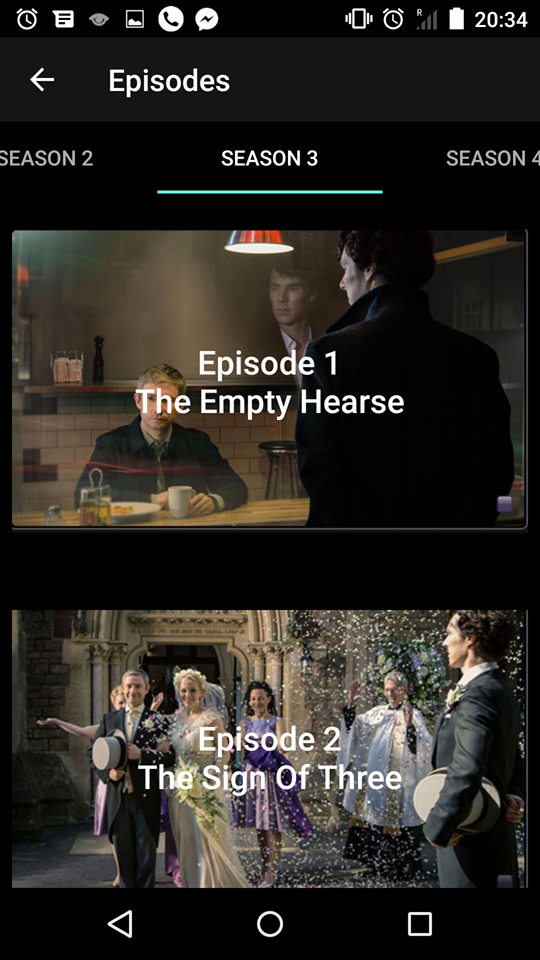 R
20:34
Episodes
SEASON 2
SEASON 3
SEASON 4
Episode 1
The Empty Hearse
Episode 2
The Sign Of Three